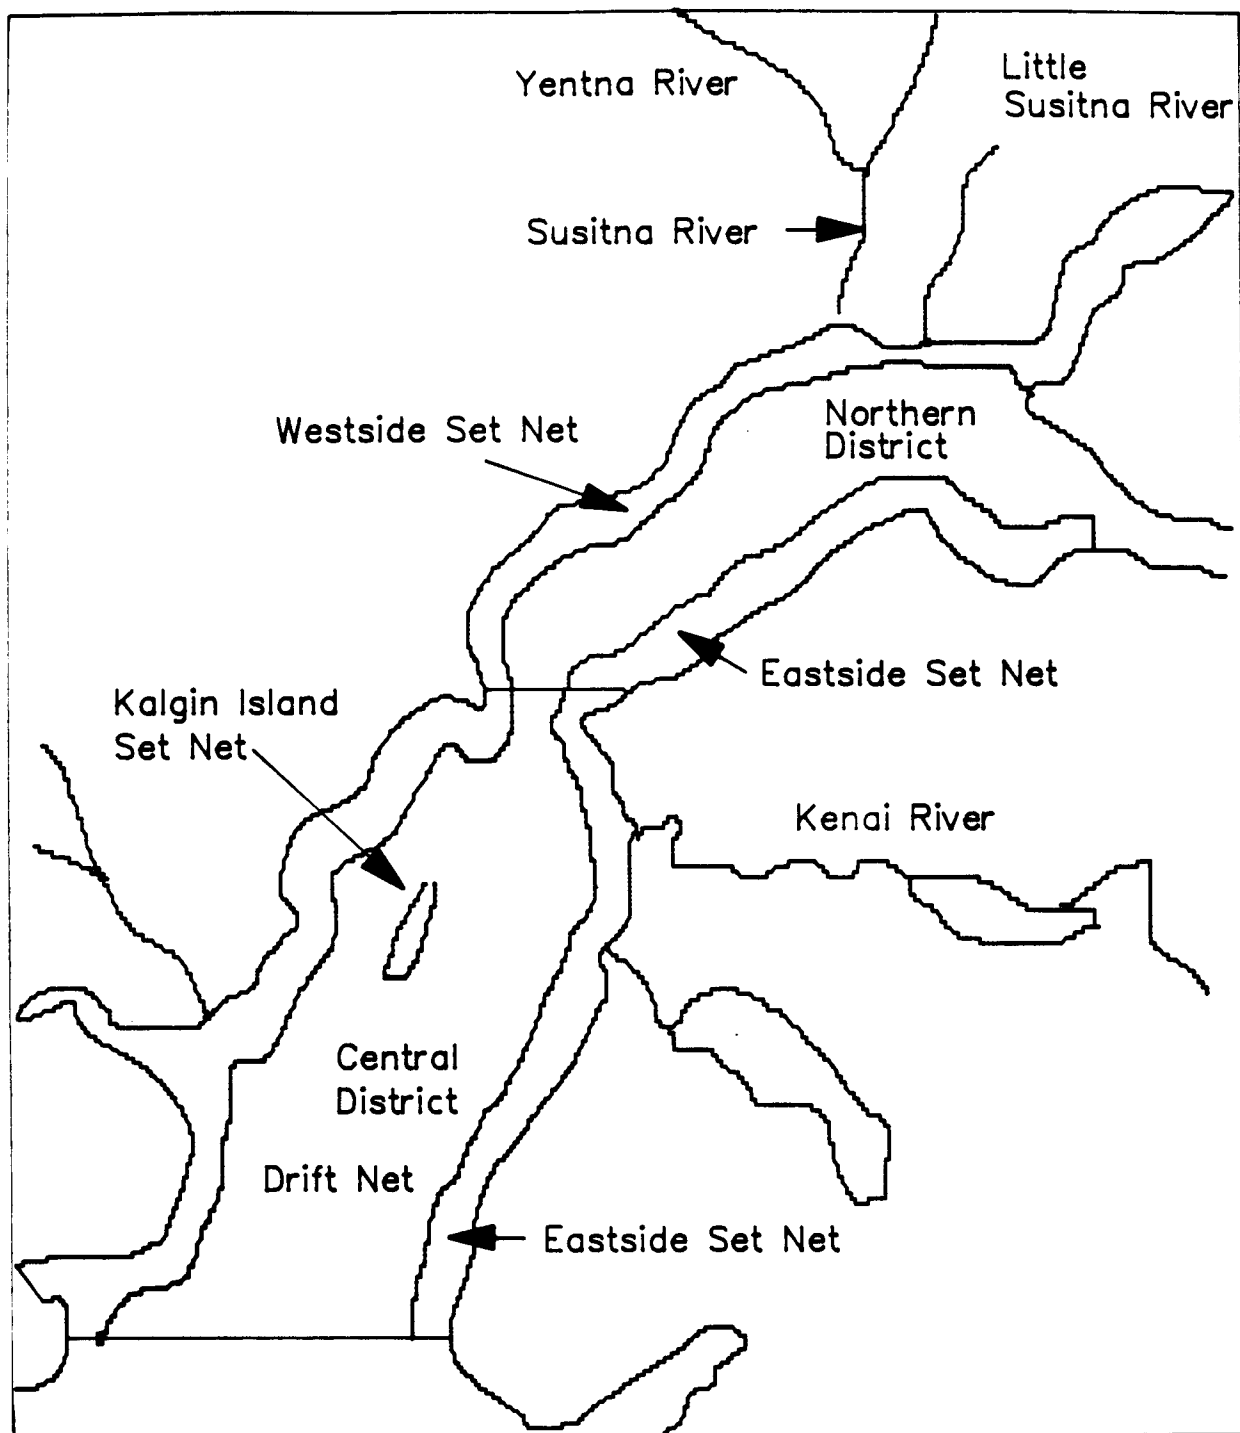 Yentna River
Little
Susitna River
Susitna River
Westside Set Net
Northern
District
Eastside Set Net
Kalgin Island
Set Net
Kenai River
Central
District
Drift Net
Eastside Set Net